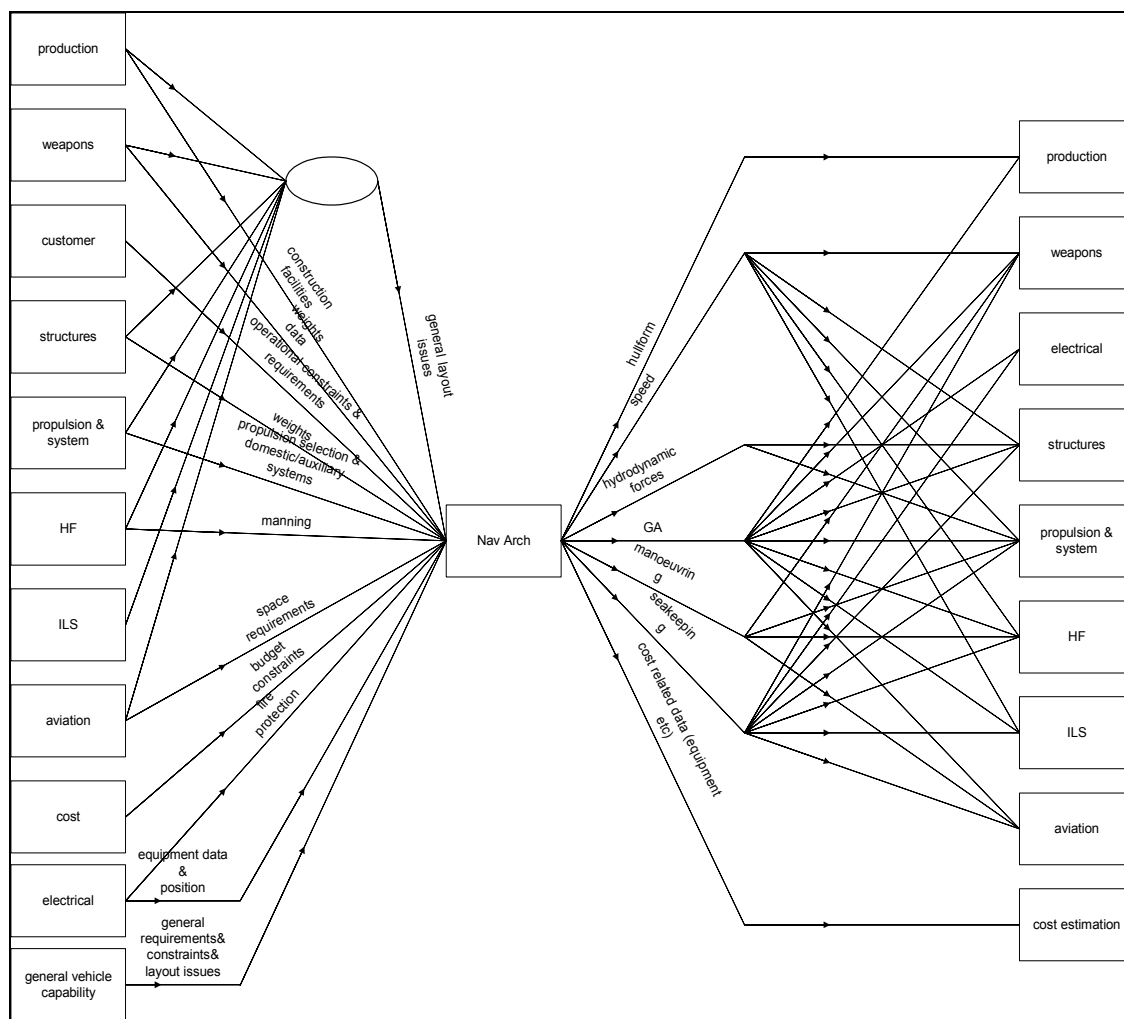 production
weapons
customer
structures
propulsion &
system
HF
ILS
aviation
cost
electrical
general vehicle
capability
construction
facilities
weights
data
operational constraints &
requirements
weights
propulsion selection &
domestic/auxiliary
systems
manning
space
requirements
budget
constraints
fire
protection
equipment data
&
position
general
requirements&
constraints&
layout issues
general layout
issues
Nav Arch
hullform
speed
hydrodynamic
forces
GA
manoeuvrin
g
seakeepin
g
cost related data (equipment
etc)
production
weapons
electrical
structures
propulsion &
system
HF
ILS
aviation
cost estimation